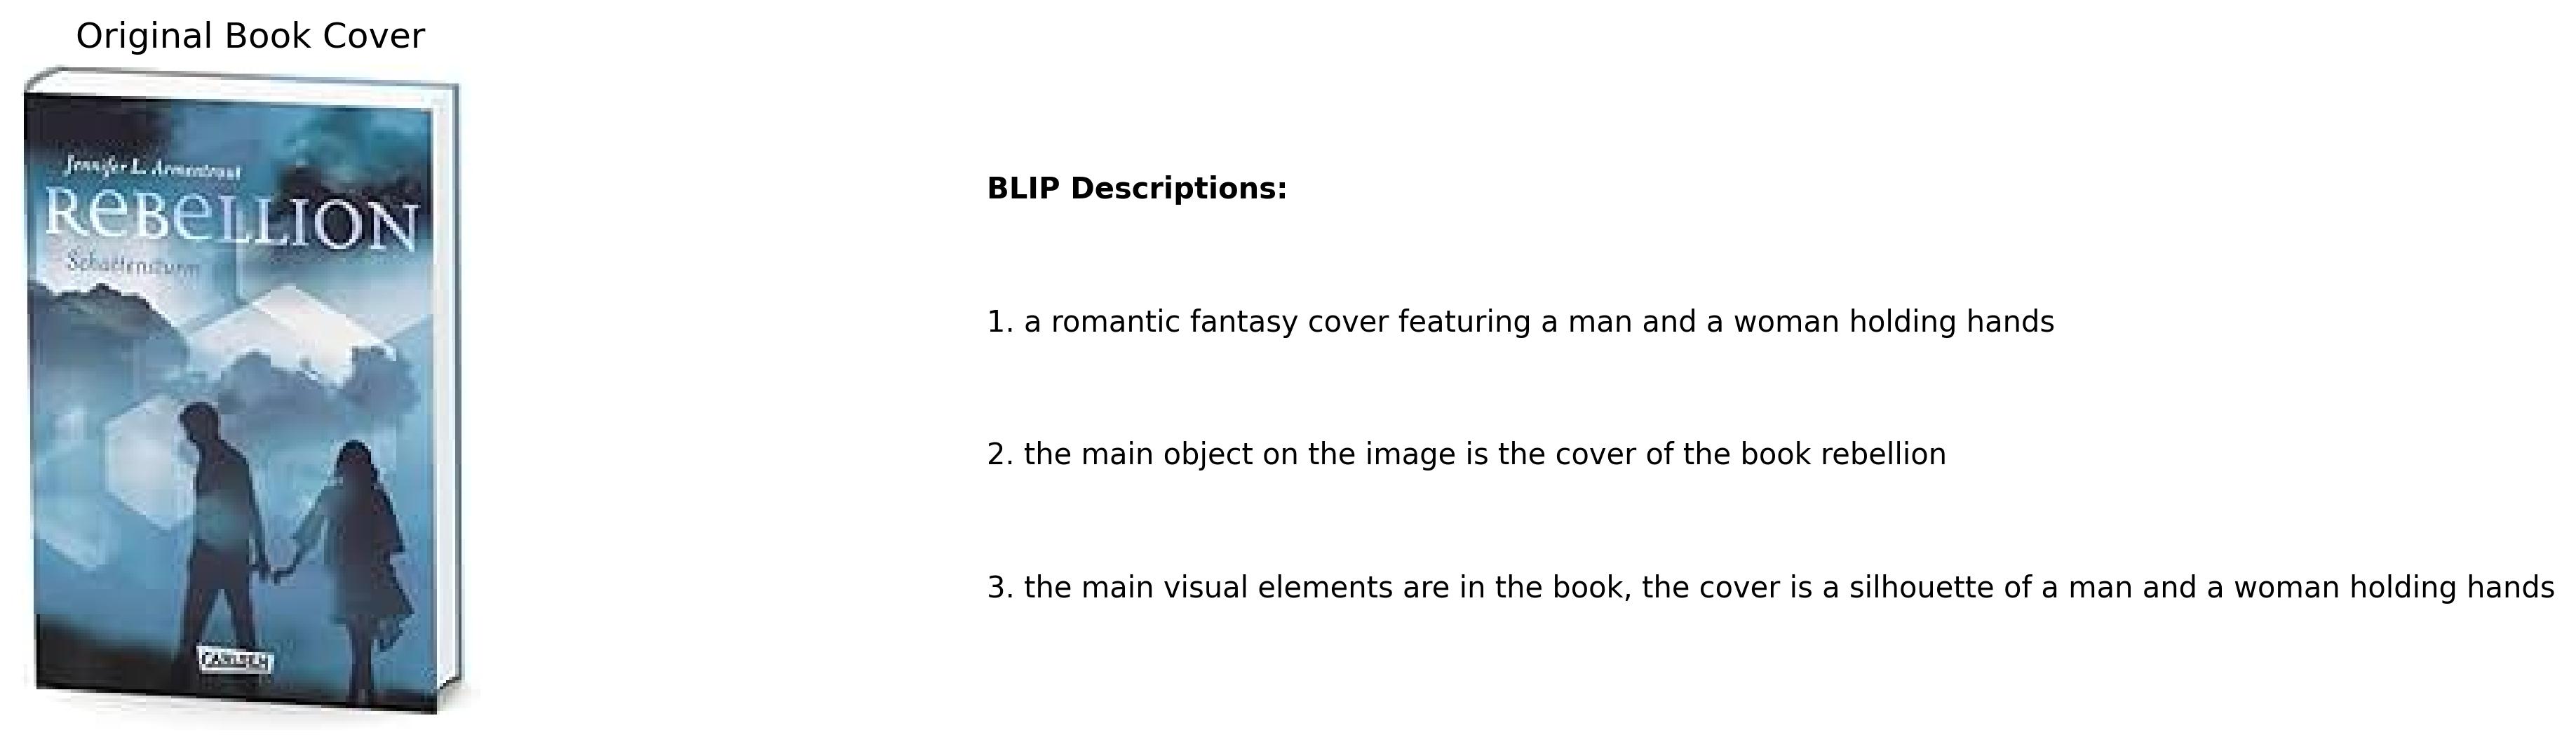 Original Book Cover
Jennifer L. Armentrout
REBELLION
Schattensturm
CARLSEN
BLIP Descriptions:
1. a romantic fantasy cover featuring a man and a woman holding hands
2. the main object on the image is the cover of the book rebellion
3. the main visual elements are in the book, the cover is a silhouette of a man and a woman holding hands